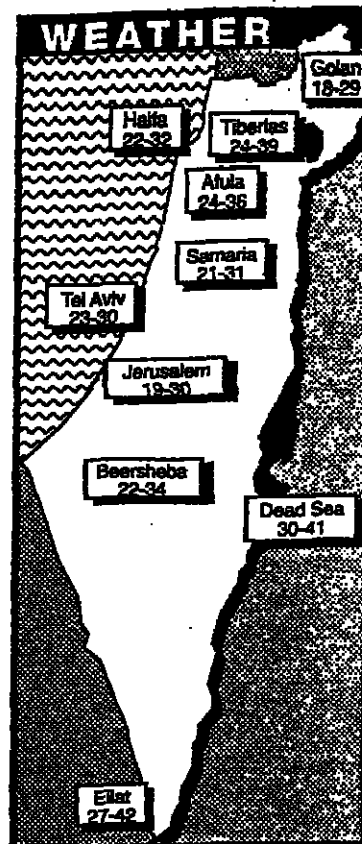 WEATHER
Golan
18-29
Haifa
22-32
Tiberias
24-39
Afula
24-36
Samaria
21-31
Tel Aviv
23-30
Jerusalem
19-30
Beersheba
22-34
Dead Sea
30-41
Eilat
27-42